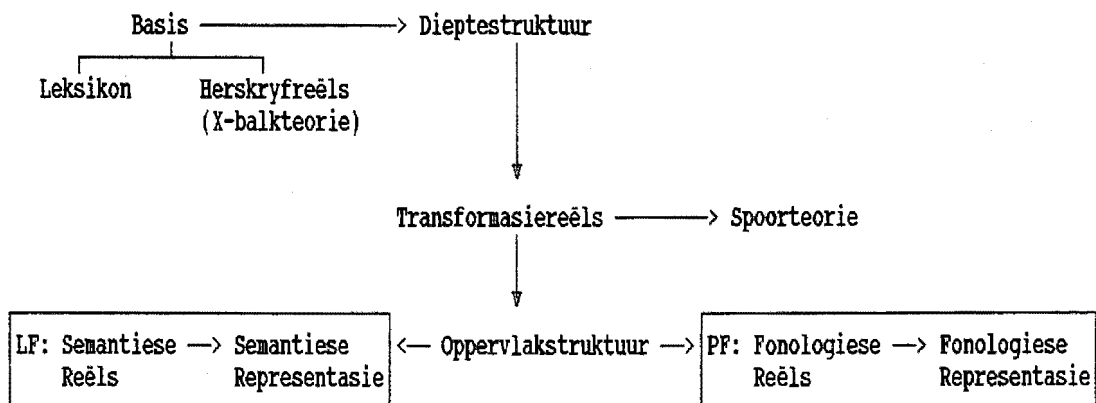 Basis → Dieptestruktuur
Leksikon Herskryfreëls
(X-balkteorie)
Transformasiereëls → Spoorteorie
LF: Semantiese → Semantiese ← Oppervlakstruktuur → PF: Fonologiese → Fonologiese
Reëls Representasie Reëls Representasie